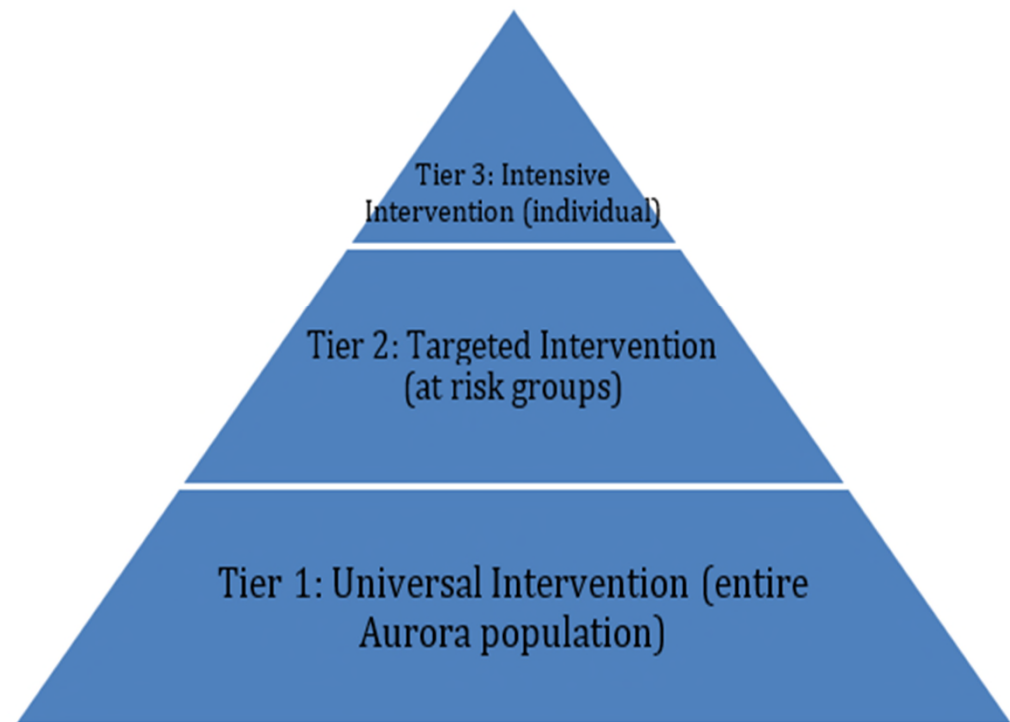 Tier 3: Intensive
Intervention (individual)
Tier 2: Targeted Intervention
(at risk groups)
Tier 1: Universal Intervention (entire
Aurora population)